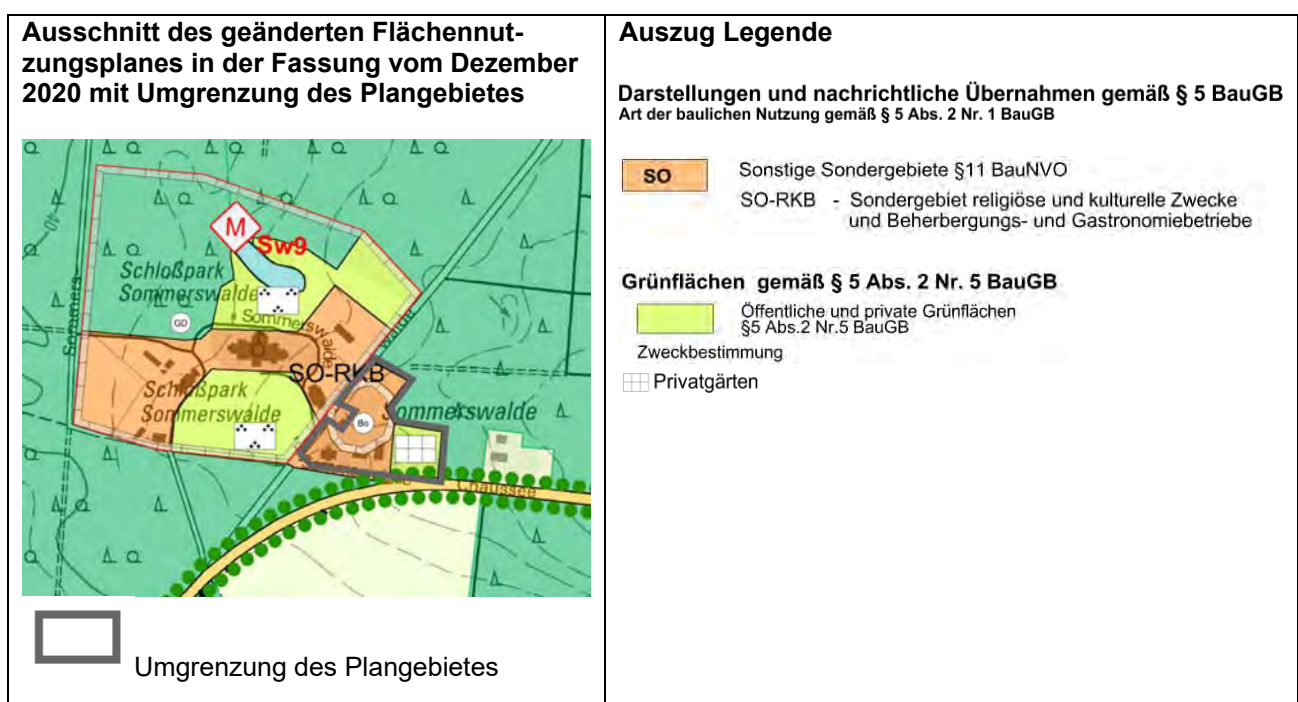 Ausschnitt des geänderten Flächennut-
zungsplanes in der Fassung vom Dezember
2020 mit Umgrenzung des Plangebietes
M
Sw9
Schloßpark
Sommerswalde
GD
Sommerswalde
SO-RKB
Schloßpark
Sommerswalde
Bo
Sommerswalde
Chaussee
Umgrenzung des Plangebietes
Auszug Legende
Darstellungen und nachrichtliche Übernahmen gemäß § 5 BauGB
Art der baulichen Nutzung gemäß § 5 Abs. 2 Nr. 1 BauGB
SO Sonstige Sondergebiete §11 BauNVO
SO-RKB - Sondergebiet religiöse und kulturelle Zwecke
und Beherbergungs- und Gastronomiebetriebe
Grünflächen gemäß § 5 Abs. 2 Nr. 5 BauGB
Öffentliche und private Grünflächen
§5 Abs.2 Nr.5 BauGB
Zweckbestimmung
Privatgärten